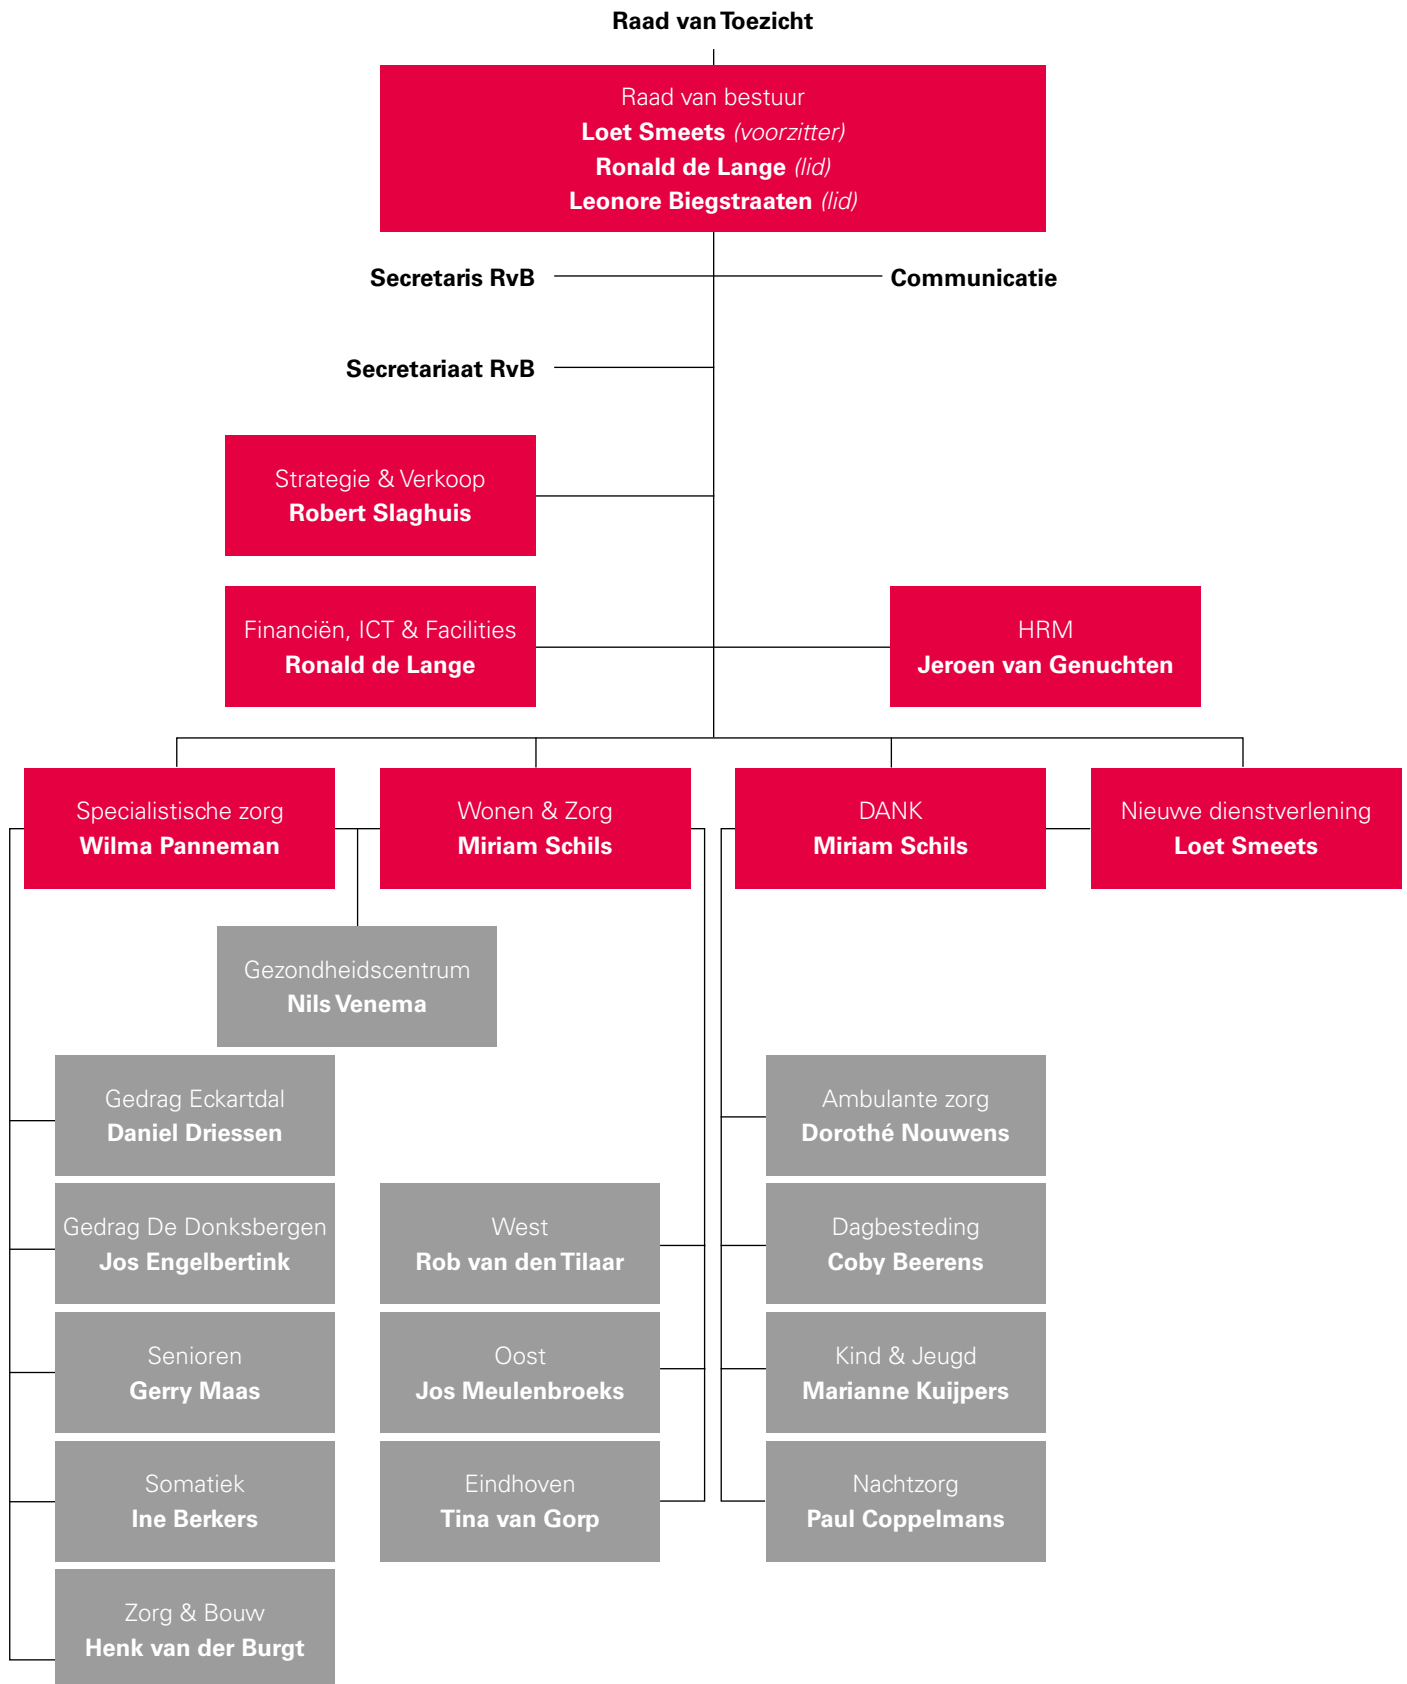 Raad van Toezicht
Raad van bestuur
Loet Smeets (voorzitter)
Ronald de Lange (lid)
Leonore Biegstraaten (lid)
Secretaris RvB
Communicatie
Secretariaat RvB
Strategie & Verkoop
Robert Slaghuis
Financiën, ICT & Facilities
Ronald de Lange
HRM
Jeroen van Genuchten
Specialistische zorg
Wilma Panneman
Wonen & Zorg
Miriam Schils
DANK
Miriam Schils
Nieuwe dienstverlening
Loet Smeets
Gezondheidscentrum
Nils Venema
Gedrag Eckartdal
Daniel Driessen
Ambulante zorg
Dorothé Nouwens
Gedrag De Donksbergen
Jos Engelbertink
West
Rob van den Tilaar
Dagbesteding
Coby Beerens
Senioren
Gerry Maas
Oost
Jos Meulenbroeks
Kind & Jeugd
Marianne Kuijpers
Somatiek
Ine Berkers
Eindhoven
Tina van Gorp
Nachtzorg
Paul Coppelmans
Zorg & Bouw
Henk van der Burgt